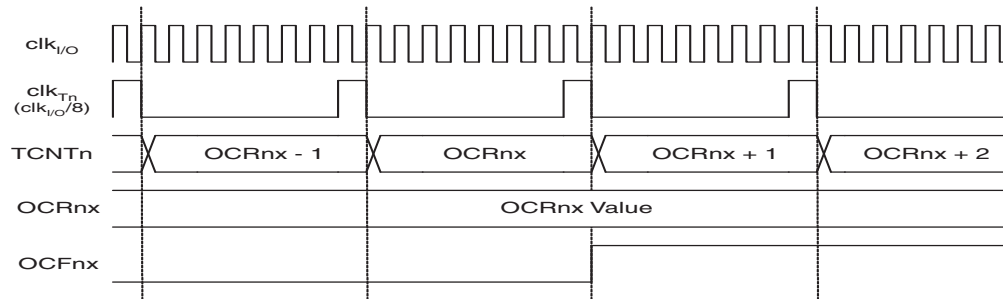 clkI/O
clkTn
(clkI/O/8)
TCNTn OCRnx - 1 OCRnx OCRnx + 1 OCRnx + 2
OCRnx OCRnx Value
OCFnx